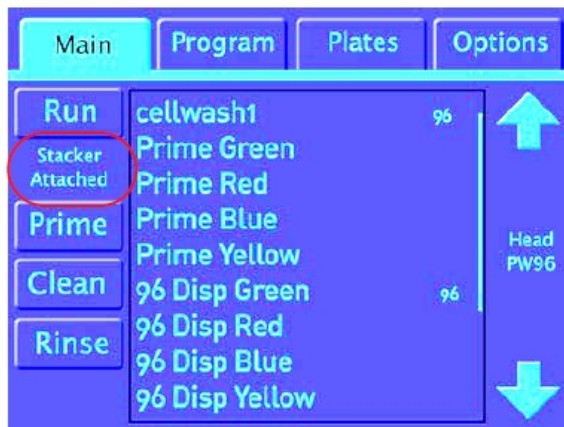 Main Program Plates Options
Run
Stacker
Attached
Prime
Clean
Rinse
cellwash1 96
Prime Green
Prime Red
Prime Blue
Prime Yellow
96 Disp Green 96
96 Disp Red
96 Disp Blue
96 Disp Yellow
Head
PW96